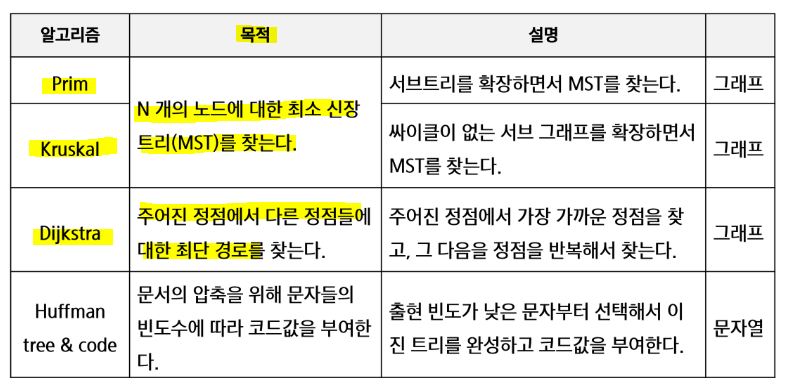 알고리즘 목적 설명
Prim
N 개의 노드에 대한 최소 신장
트리(MST)를 찾는다.
서브트리를 확장하면서 MST를 찾는다. 그래프
Kruskal
싸이클이 없는 서브 그래프를 확장하면서
MST를 찾는다.
그래프
Dijkstra
주어진 정점에서 다른 정점들에
대한 최단 경로를 찾는다.
주어진 정점에서 가장 가까운 정점을 찾
고, 그 다음을 정점을 반복해서 찾는다.
그래프
Huffman
tree & code
문서의 압축을 위해 문자들의
빈도수에 따라 코드값을 부여한
다.
출현 빈도가 낮은 문자부터 선택해서 이
진 트리를 완성하고 코드값을 부여한다.
문자열